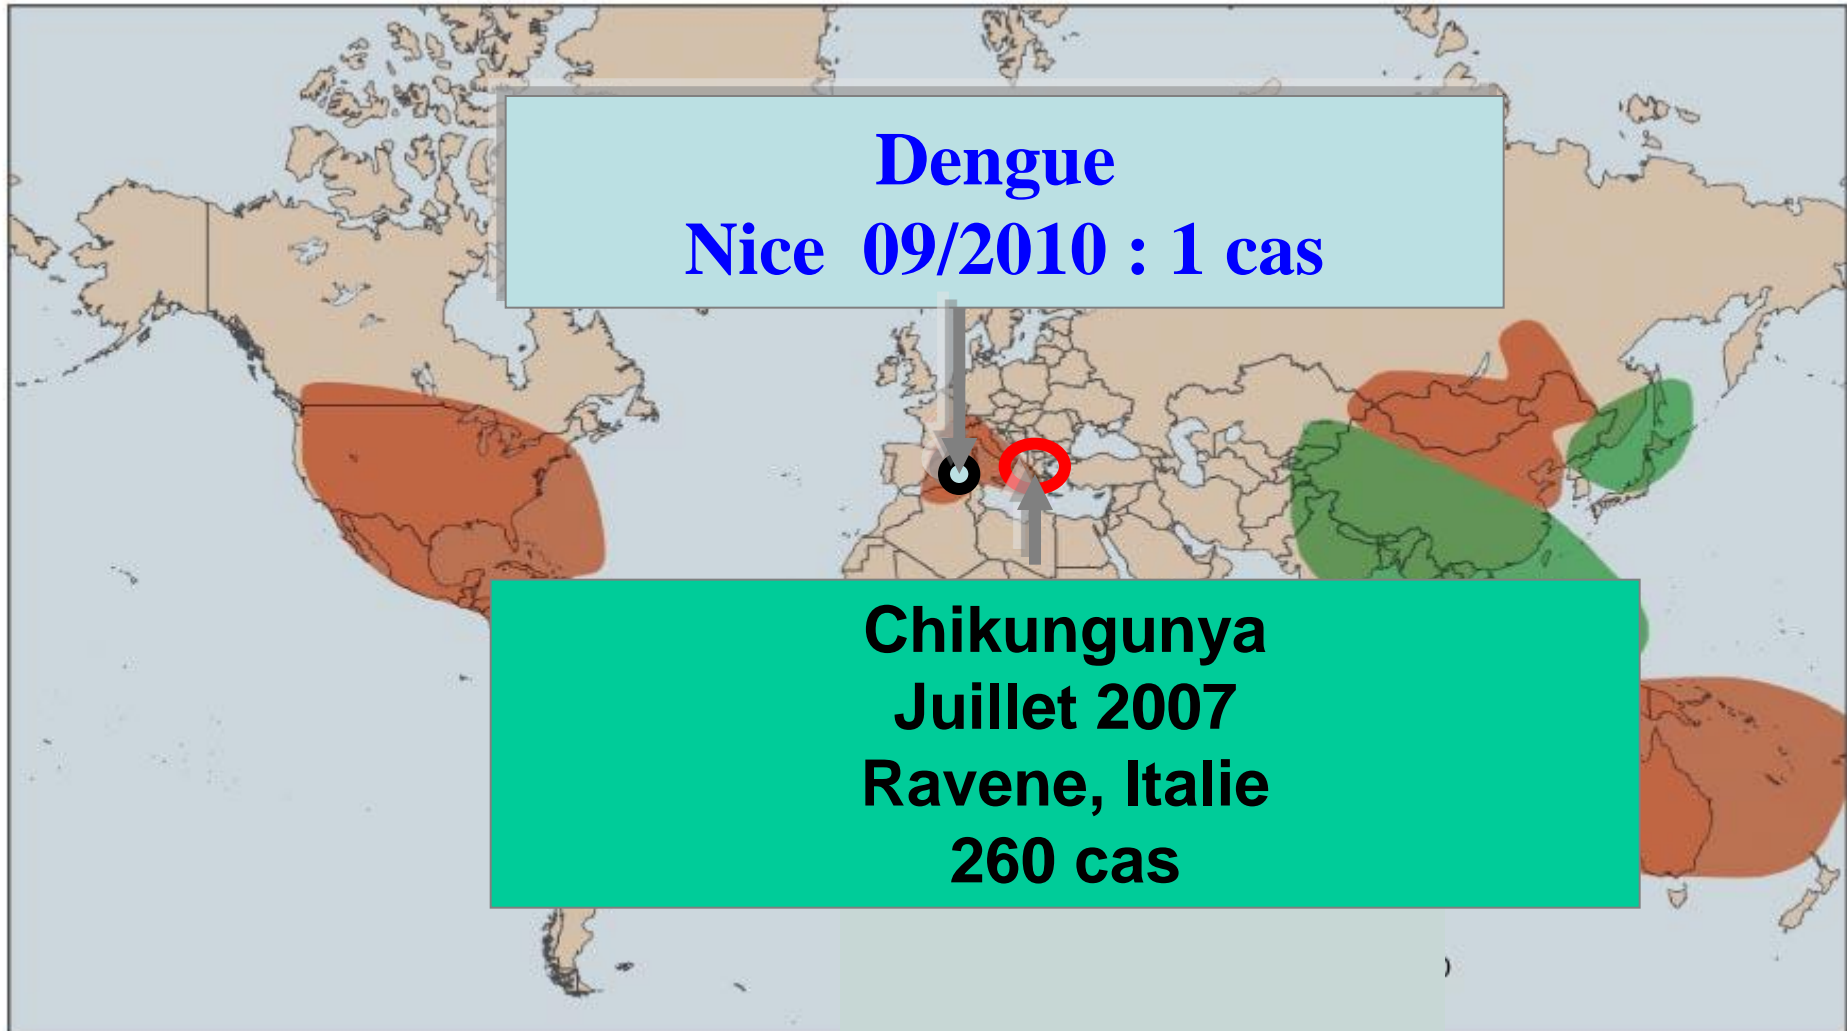 Dengue
Nice 09/2010 : 1 cas
Chikungunya
Juillet 2007
Ravene, Italie
260 cas
)